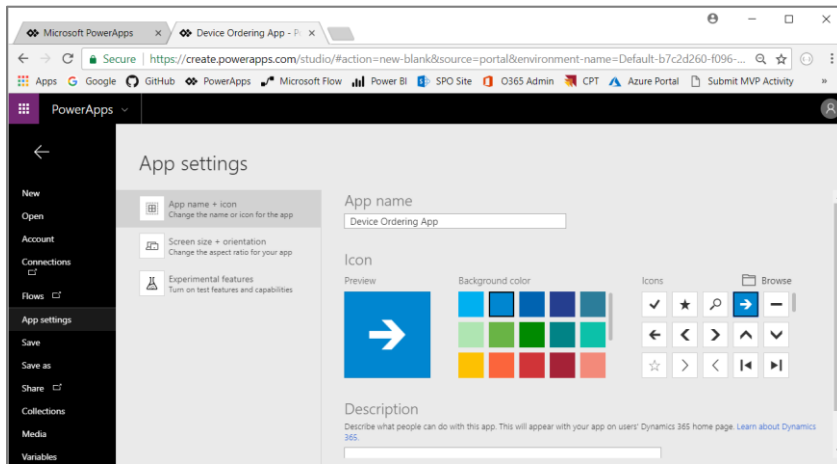 Microsoft PowerApps
Device Ordering App - P
Secure | https://create.powerapps.com/studio/#action=new-blank&source=portal&environment-name=Default-b7c2d260-f096-...
Apps Google GitHub PowerApps Microsoft Flow Power BI SPO Site O365 Admin CPT Azure Portal Submit MVP Activity »
PowerApps
App settings
New
Open
Account
Connections
Flows
App settings
Save
Save as
Share
Collections
Media
Variables
App name + icon
Change the name or icon for the app
Screen size + orientation
Change the aspect ratio for your app
Experimental features
Turn on test features and capabilities
App name
Device Ordering App
Icon
Preview
Background color
Icons
Browse
Description
Describe what people can do with this app. This will appear with your app on users' Dynamics 365 home page. Learn about Dynamics
365.